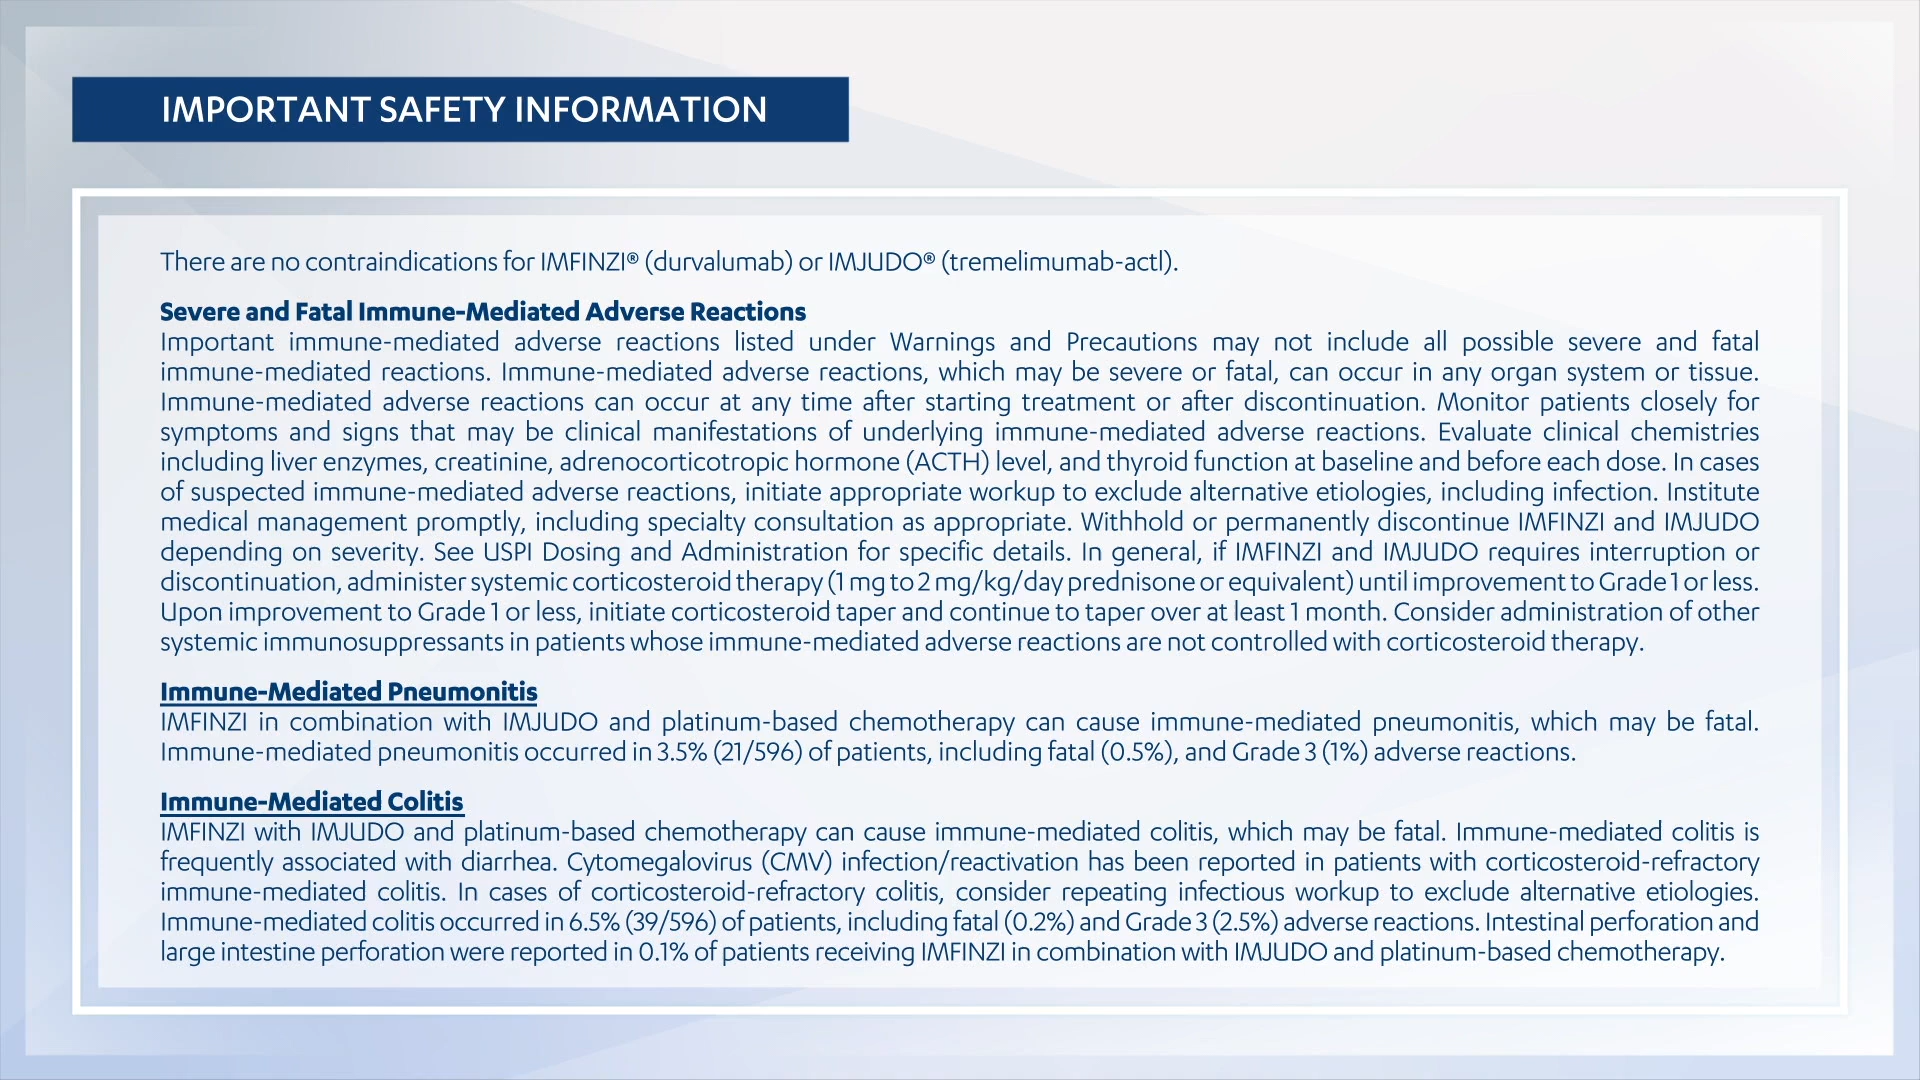 IMPORTANT SAFETY INFORMATION
There are no contraindications for IMFINZI® (durvalumab) or IMJUDO® (tremelimumab-actl).
Severe and Fatal Immune-Mediated Adverse Reactions
Important immune-mediated adverse reactions listed under Warnings and Precautions may not include all possible severe and fatal
immune-mediated reactions. Immune-mediated adverse reactions, which may be severe or fatal, can occur in any organ system or tissue.
Immune-mediated adverse reactions can occur at any time after starting treatment or after discontinuation. Monitor patients closely for
symptoms and signs that may be clinical manifestations of underlying immune-mediated adverse reactions. Evaluate clinical chemistries
including liver enzymes, creatinine, adrenocorticotropic hormone (ACTH) level, and thyroid function at baseline and before each dose. In cases
of suspected immune-mediated adverse reactions, initiate appropriate workup to exclude alternative etiologies, including infection. Institute
medical management promptly, including specialty consultation as appropriate. Withhold or permanently discontinue IMFINZI and IMJUDO
depending on severity. See USPI Dosing and Administration for specific details. In general, if IMFINZI and IMJUDO requires interruption or
discontinuation, administer systemic corticosteroid therapy (1 mg to 2 mg/kg/day prednisone or equivalent) until improvement to Grade 1 or less.
Upon improvement to Grade 1 or less, initiate corticosteroid taper and continue to taper over at least 1 month. Consider administration of other
systemic immunosuppressants in patients whose immune-mediated adverse reactions are not controlled with corticosteroid therapy.
Immune-Mediated Pneumonitis
IMFINZI in combination with IMJUDO and platinum-based chemotherapy can cause immune-mediated pneumonitis, which may be fatal.
Immune-mediated pneumonitis occurred in 3.5% (21/596) of patients, including fatal (0.5%), and Grade 3 (1%) adverse reactions.
Immune-Mediated Colitis
IMFINZI with IMJUDO and platinum-based chemotherapy can cause immune-mediated colitis, which may be fatal. Immune-mediated colitis is
frequently associated with diarrhea. Cytomegalovirus (CMV) infection/reactivation has been reported in patients with corticosteroid-refractory
immune-mediated colitis. In cases of corticosteroid-refractory colitis, consider repeating infectious workup to exclude alternative etiologies.
Immune-mediated colitis occurred in 6.5% (39/596) of patients, including fatal (0.2%) and Grade 3 (2.5%) adverse reactions. Intestinal perforation and
large intestine perforation were reported in 0.1% of patients receiving IMFINZI in combination with IMJUDO and platinum-based chemotherapy.